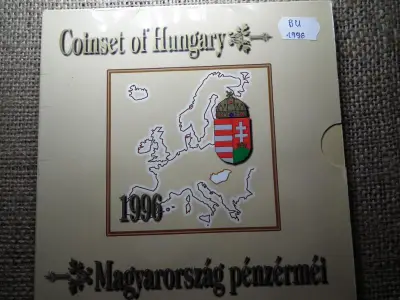 Coinset of Hungary
BU
1996
1996
Magyarország pénzérméi